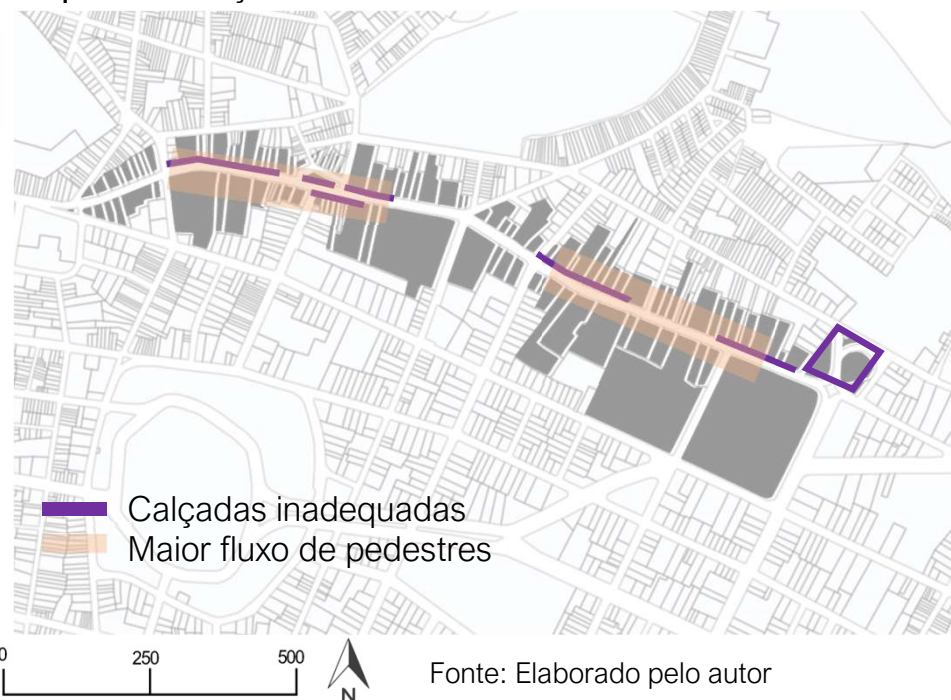 Calçadas inadequadas
Maior fluxo de pedestres
0 250 500
N
Fonte: Elaborado pelo autor